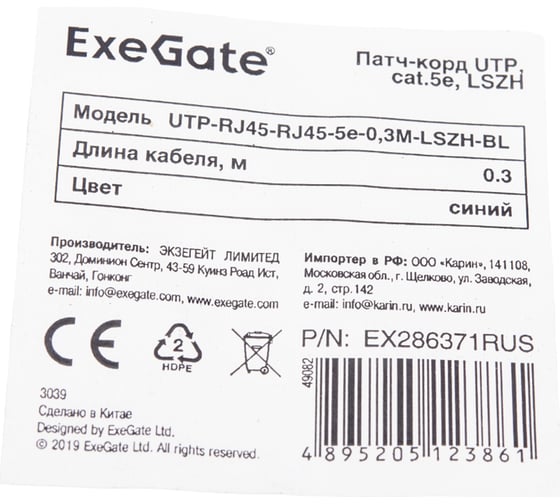 ExeGate®
Патч-корд UTP,
cat.5e, LSZH
Модель UTP-RJ45-RJ45-5e-0,3M-LSZH-BL
Длина кабеля, м 0.3
Цвет синий
Производитель: ЭКЗЕГЕЙТ ЛИМИТЕД
302, Доминион Сентр, 43-59 Куинз Роад Ист,
Ванчай, Гонконг
e-mail: info@exegate.com, www.exegate.com
Импортер в РФ: ООО «Карин», 141108,
Московская обл., г. Щелково, ул. Заводская,
д. 2, стр. 142
e-mail: info@karin.ru, www.karin.ru
CE
2
HDPE
P/N: EX286371RUS
49082
3039
Сделано в Китае
Designed by ExeGate Ltd.
© 2019 ExeGate Ltd. All rights reserved.
4 895205 123861